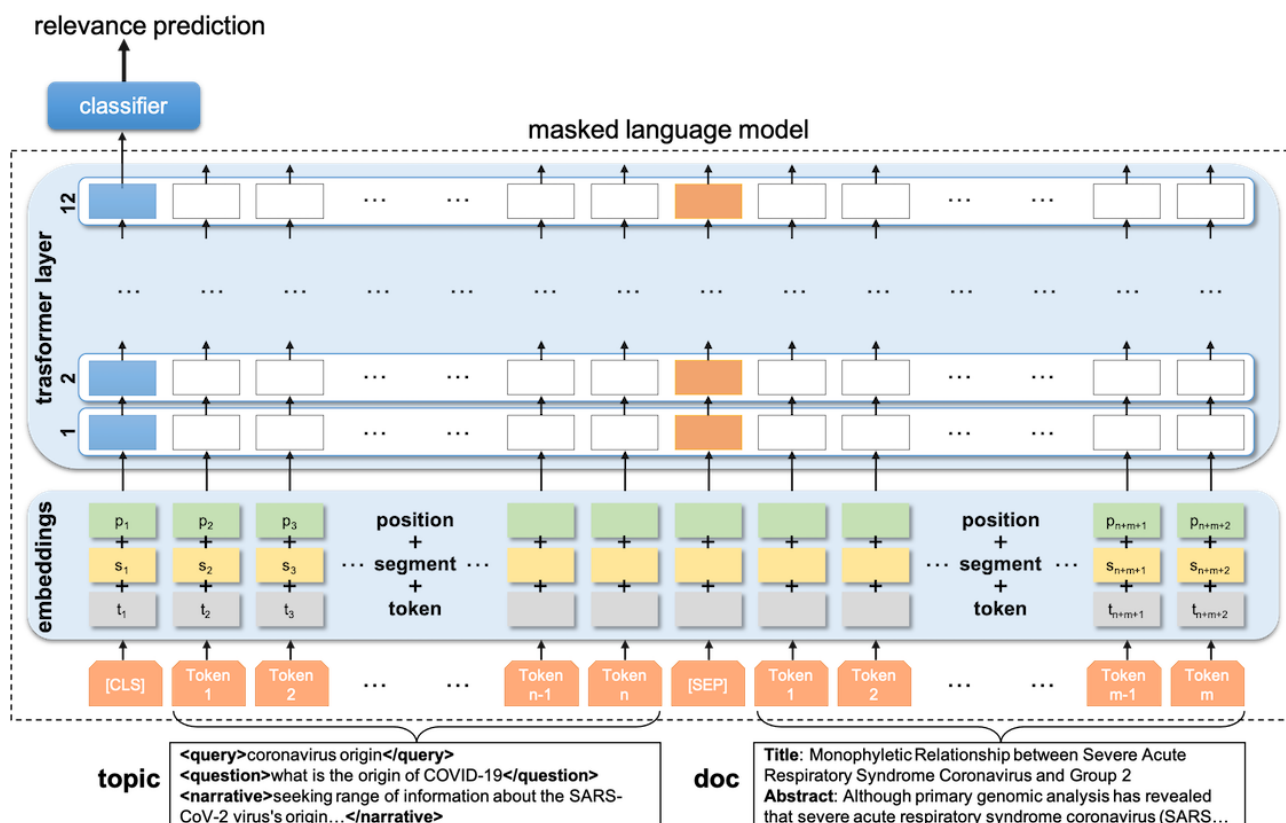 relevance prediction
classifier
masked language model
trasformer layer
12
... ... ... ...
... ... ... ... ... ... ... ... ... ... ... ... ... ...
2
... ... ... ...
1
... ... ... ...
embeddings
p1 p2 p3 position position pn+m+1 pn+m+2
+ + + + + + + + + + + +
s1 s2 s3 ... segment ... ... segment ... sn+m+1 sn+m+2
+ + + + + + + + + + + +
t1 t2 t3 token token tn+m+1 tn+m+2
[CLS] Token 1 Token 2 ... ... Token n-1 Token n [SEP] Token 1 Token 2 ... ... Token m-1 Token m
topic
<query>coronavirus origin</query>
<question>what is the origin of COVID-19</question>
<narrative>seeking range of information about the SARS-
CoV-2 virus's origin...</narrative>
doc
Title: Monophyletic Relationship between Severe Acute
Respiratory Syndrome Coronavirus and Group 2
Abstract: Although primary genomic analysis has revealed
that severe acute respiratory syndrome coronavirus (SARS...